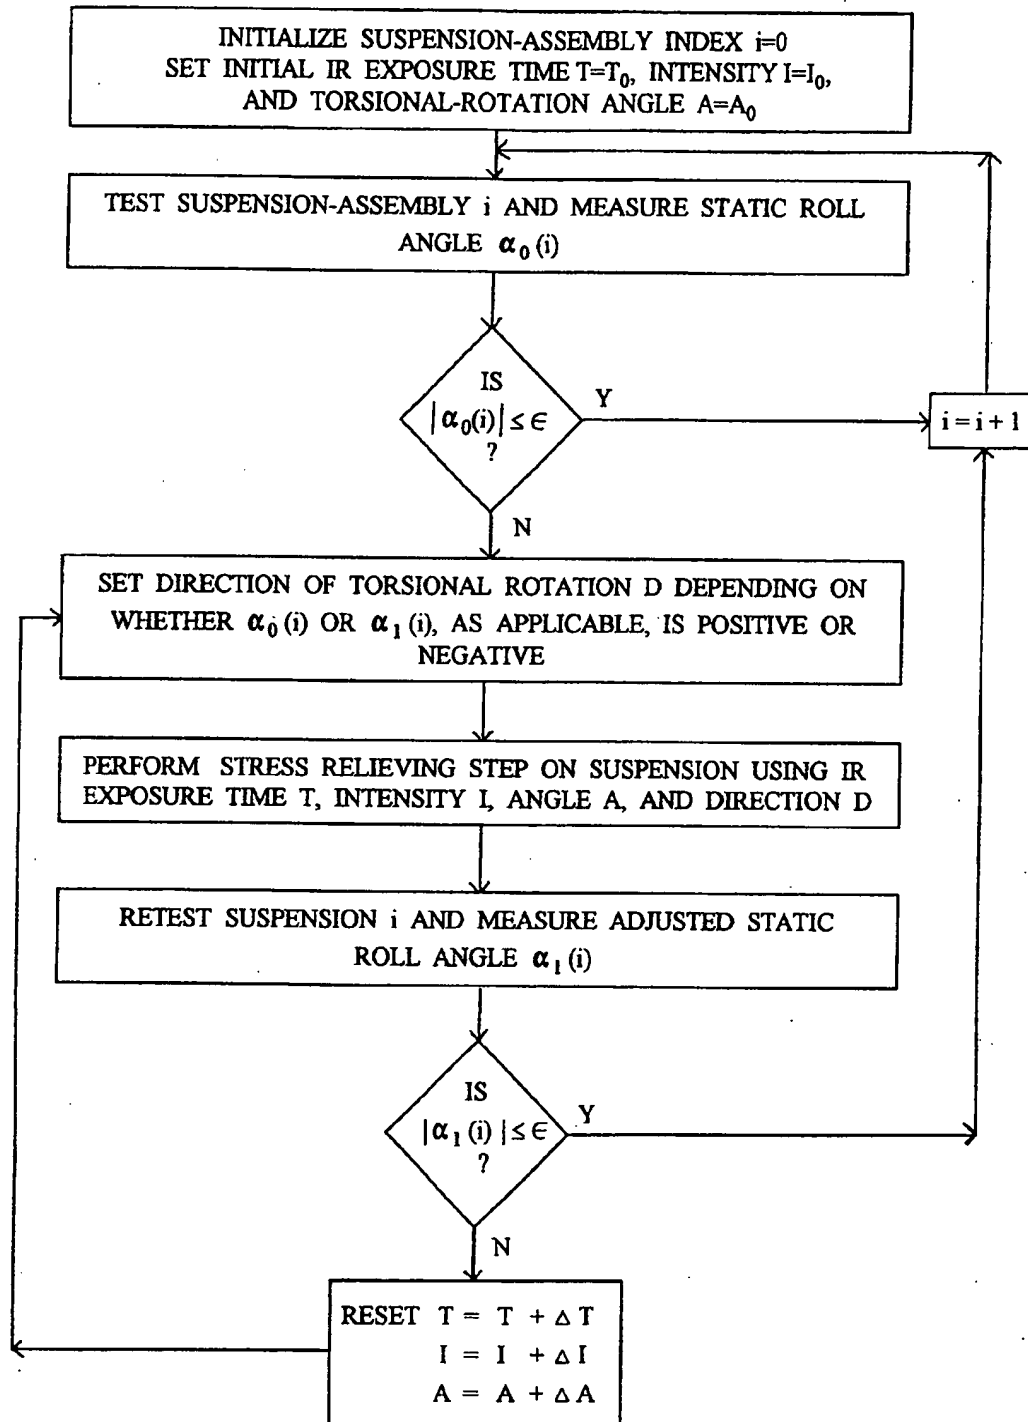 INITIALIZE SUSPENSION-ASSEMBLY INDEX i=0
SET INITIAL IR EXPOSURE TIME T=T₀, INTENSITY I=I₀,
AND TORSIONAL-ROTATION ANGLE A=A₀
TEST SUSPENSION-ASSEMBLY i AND MEASURE STATIC ROLL
ANGLE α₀(i)
IS
|α₀(i)| ≤ ∈
?
Y
i = i + 1
N
SET DIRECTION OF TORSIONAL ROTATION D DEPENDING ON
WHETHER α₀(i) OR α₁(i), AS APPLICABLE, IS POSITIVE OR
NEGATIVE
PERFORM STRESS RELIEVING STEP ON SUSPENSION USING IR
EXPOSURE TIME T, INTENSITY I, ANGLE A, AND DIRECTION D
RETEST SUSPENSION i AND MEASURE ADJUSTED STATIC
ROLL ANGLE α₁(i)
IS
|α₁(i)| ≤ ∈
?
Y
N
RESET T = T + Δ T
I = I + Δ I
A = A + Δ A